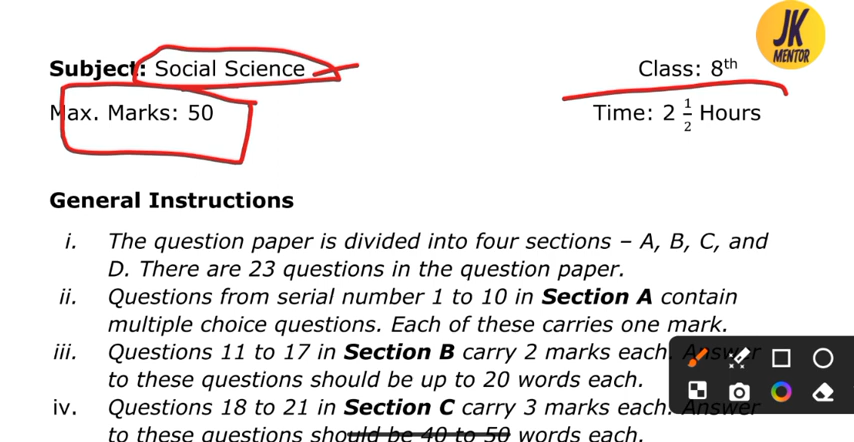 JK
MENTOR
Subject: Social Science Class: 8th
Max. Marks: 50 Time: 2 1/2 Hours
General Instructions
i. The question paper is divided into four sections – A, B, C, and
D. There are 23 questions in the question paper.
ii. Questions from serial number 1 to 10 in Section A contain
multiple choice questions. Each of these carries one mark.
iii. Questions 11 to 17 in Section B carry 2 marks each. Answer
to these questions should be up to 20 words each.
iv. Questions 18 to 21 in Section C carry 3 marks each. Answer
to these questions should be 40 to 50 words each.